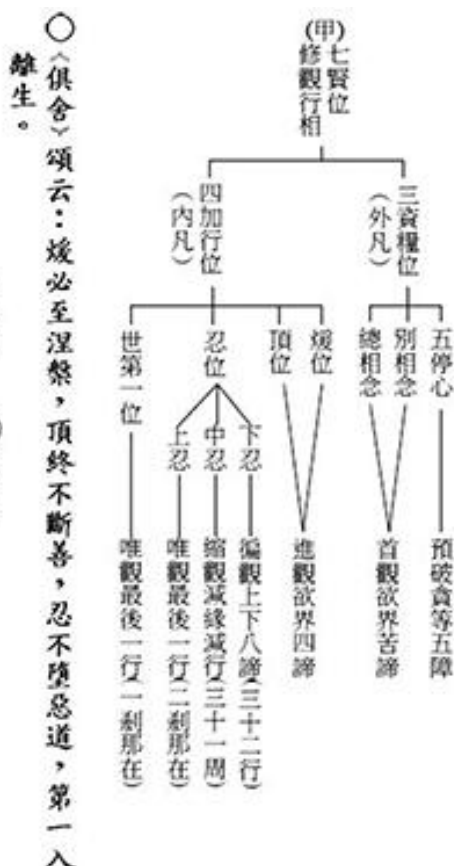 (甲)七賢位
修觀行相
三資糧位
(外凡)
五停心
預破貪等五障
別相念
總相念
首觀欲界苦諦
四加行位
(內凡)
煖位
頂位
進觀欲界四諦
忍位
下忍
徧觀上下八諦(三十二行)
中忍
縮觀減緣減行(三十一周)
上忍
唯觀最後一行(二剎那在)
世第一位
唯觀最後一行(一剎那在)
○《俱舍》頌云:煖必至涅槃,頂終不斷善,忍不墮惡道,第一入
離生。